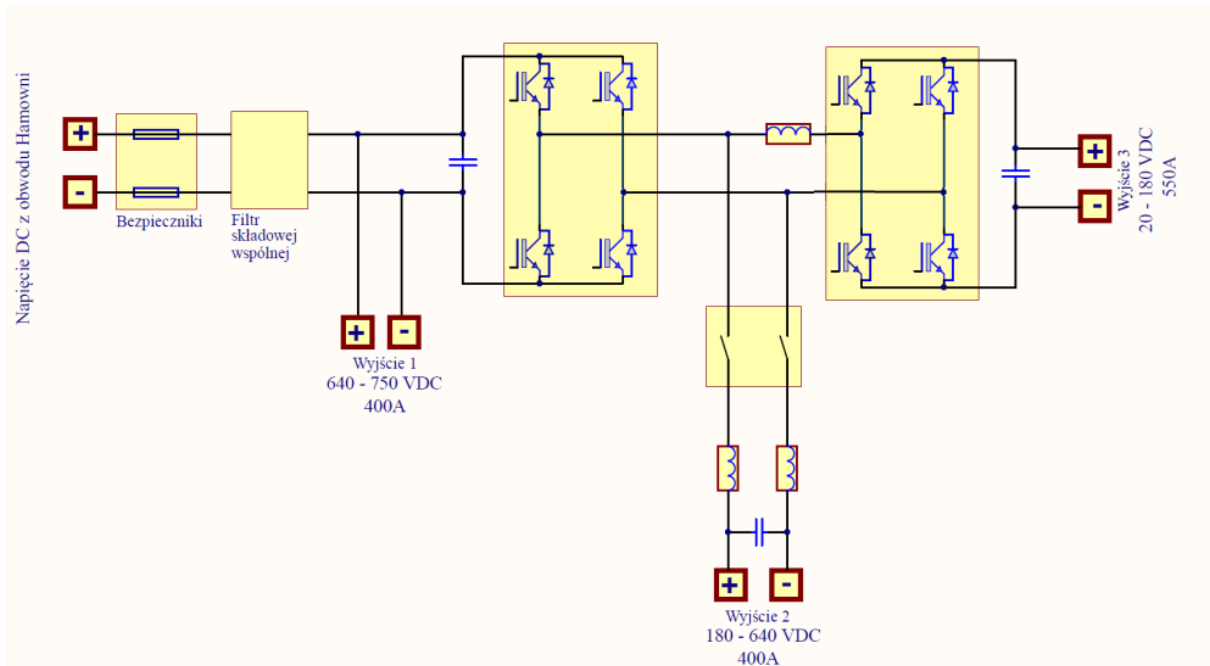 Napięcie DC z obwodu Hamowni
+
-
Bezpieczniki
Filtr
składowej
wspólnej
+
-
Wyjście 1
640 - 750 VDC
400A
+
-
Wyjście 3
20 - 180 VDC
550A
+
-
Wyjście 2
180 - 640 VDC
400A